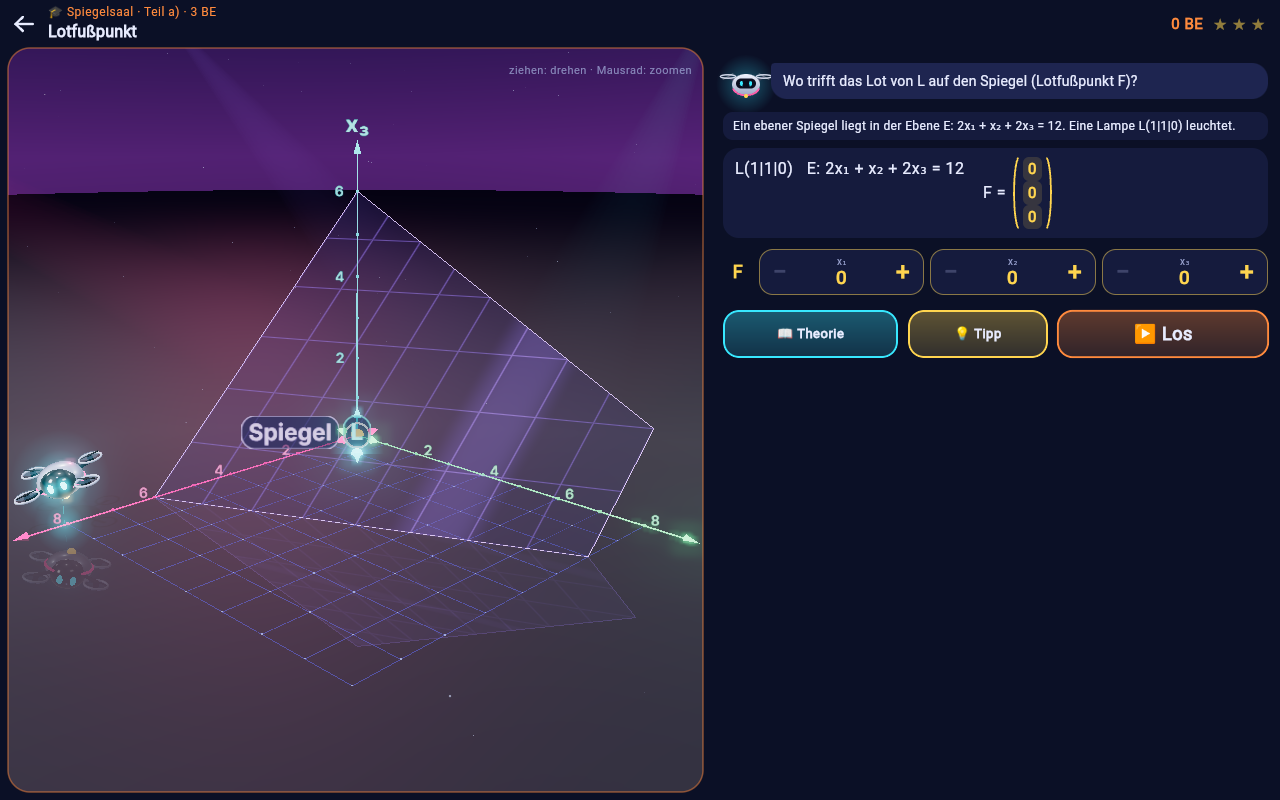 🎓 Spiegelsaal · Teil a) · 3 BE
Lotfußpunkt
0 BE ★ ★ ★
ziehen: drehen · Mausrad: zoomen
x₃
6
4
2
Spiegel
L
2
4
6
8
2
4
6
8
Wo trifft das Lot von L auf den Spiegel (Lotfußpunkt F)?
Ein ebener Spiegel liegt in der Ebene E: 2x₁ + x₂ + 2x₃ = 12. Eine Lampe L(1|1|0) leuchtet.
L(1|1|0) E: 2x₁ + x₂ + 2x₃ = 12
F =
0
0
0
F
x₁
− 0 +
x₂
− 0 +
x₃
− 0 +
📖 Theorie
💡 Tipp
▶️ Los